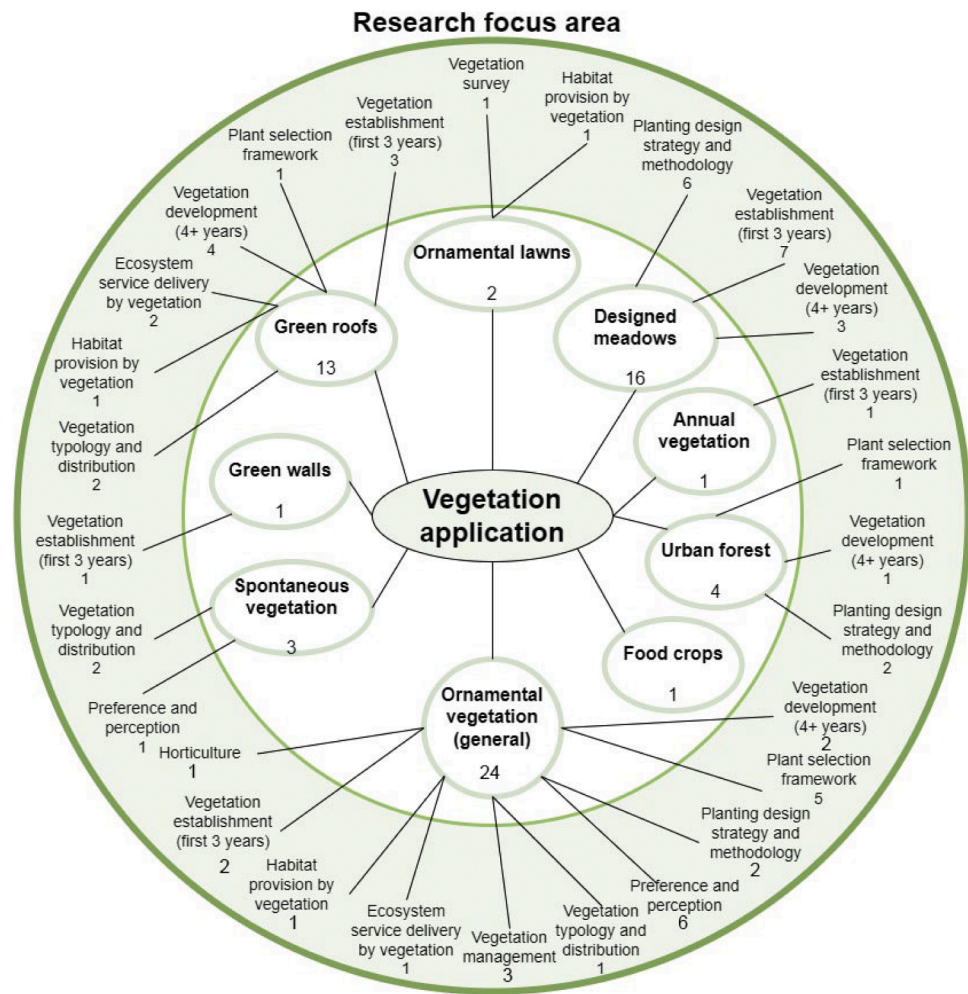 Research focus area
Vegetation
survey
1
Habitat
provision by
vegetation
1
Vegetation
establishment
(first 3 years)
3
Plant selection
framework
1
Vegetation
development
(4+ years)
4
Ecosystem
service delivery
by vegetation
2
Habitat
provision by
vegetation
1
Vegetation
typology and
distribution
2
Green roofs
13
Ornamental lawns
2
Planting design
strategy and
methodology
6
Vegetation
establishment
(first 3 years)
7
Vegetation
development
(4+ years)
3
Designed
meadows
16
Vegetation
establishment
(first 3 years)
1
Annual
vegetation
1
Green walls
1
Vegetation
establishment
(first 3 years)
1
Vegetation
application
Plant selection
framework
1
Vegetation
development
(4+ years)
1
Planting design
strategy and
methodology
2
Urban forest
4
Spontaneous
vegetation
3
Vegetation
typology and
distribution
2
Preference and
perception
1
Food crops
1
Ornamental
vegetation
(general)
24
Horticulture
1
Vegetation
establishment
(first 3 years)
2
Habitat
provision by
vegetation
1
Ecosystem
service delivery
by vegetation
1
Vegetation
management
3
Vegetation
typology and
distribution
1
Preference and
perception
6
Planting design
strategy and
methodology
2
Plant selection
framework
5
Vegetation
development
(4+ years)
2